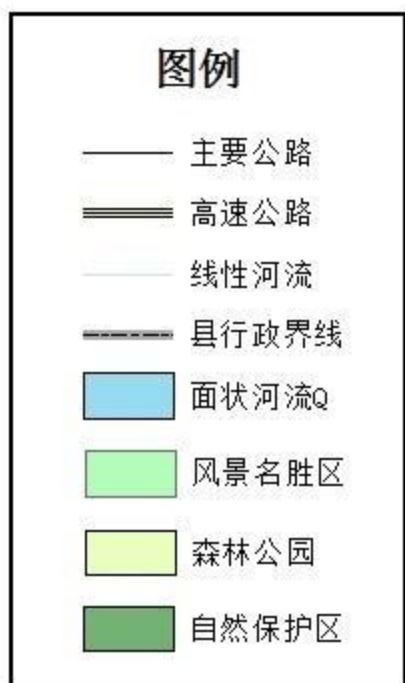 图例
主要公路
高速公路
线性河流
县行政界线
面状河流Q
风景名胜区
森林公园
自然保护区